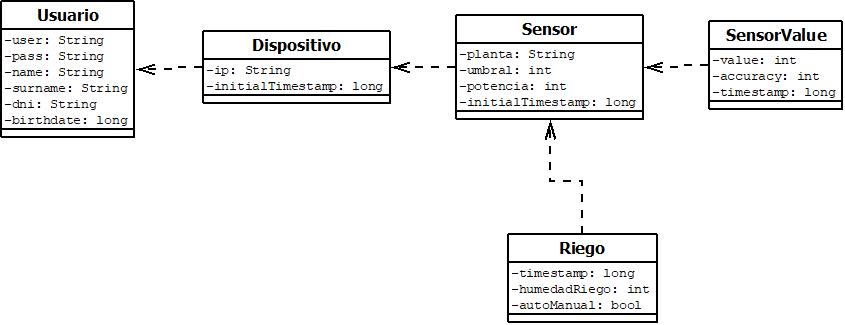 Usuario
-user: String
-pass: String
-name: String
-surname: String
-dni: String
-birthdate: long
Dispositivo
-ip: String
-initialTimestamp: long
Sensor
-planta: String
-umbral: int
-potencia: int
-initialTimestamp: long
SensorValue
-value: int
-accuracy: int
-timestamp: long
Riego
-timestamp: long
-humedadRiego: int
-autoManual: bool